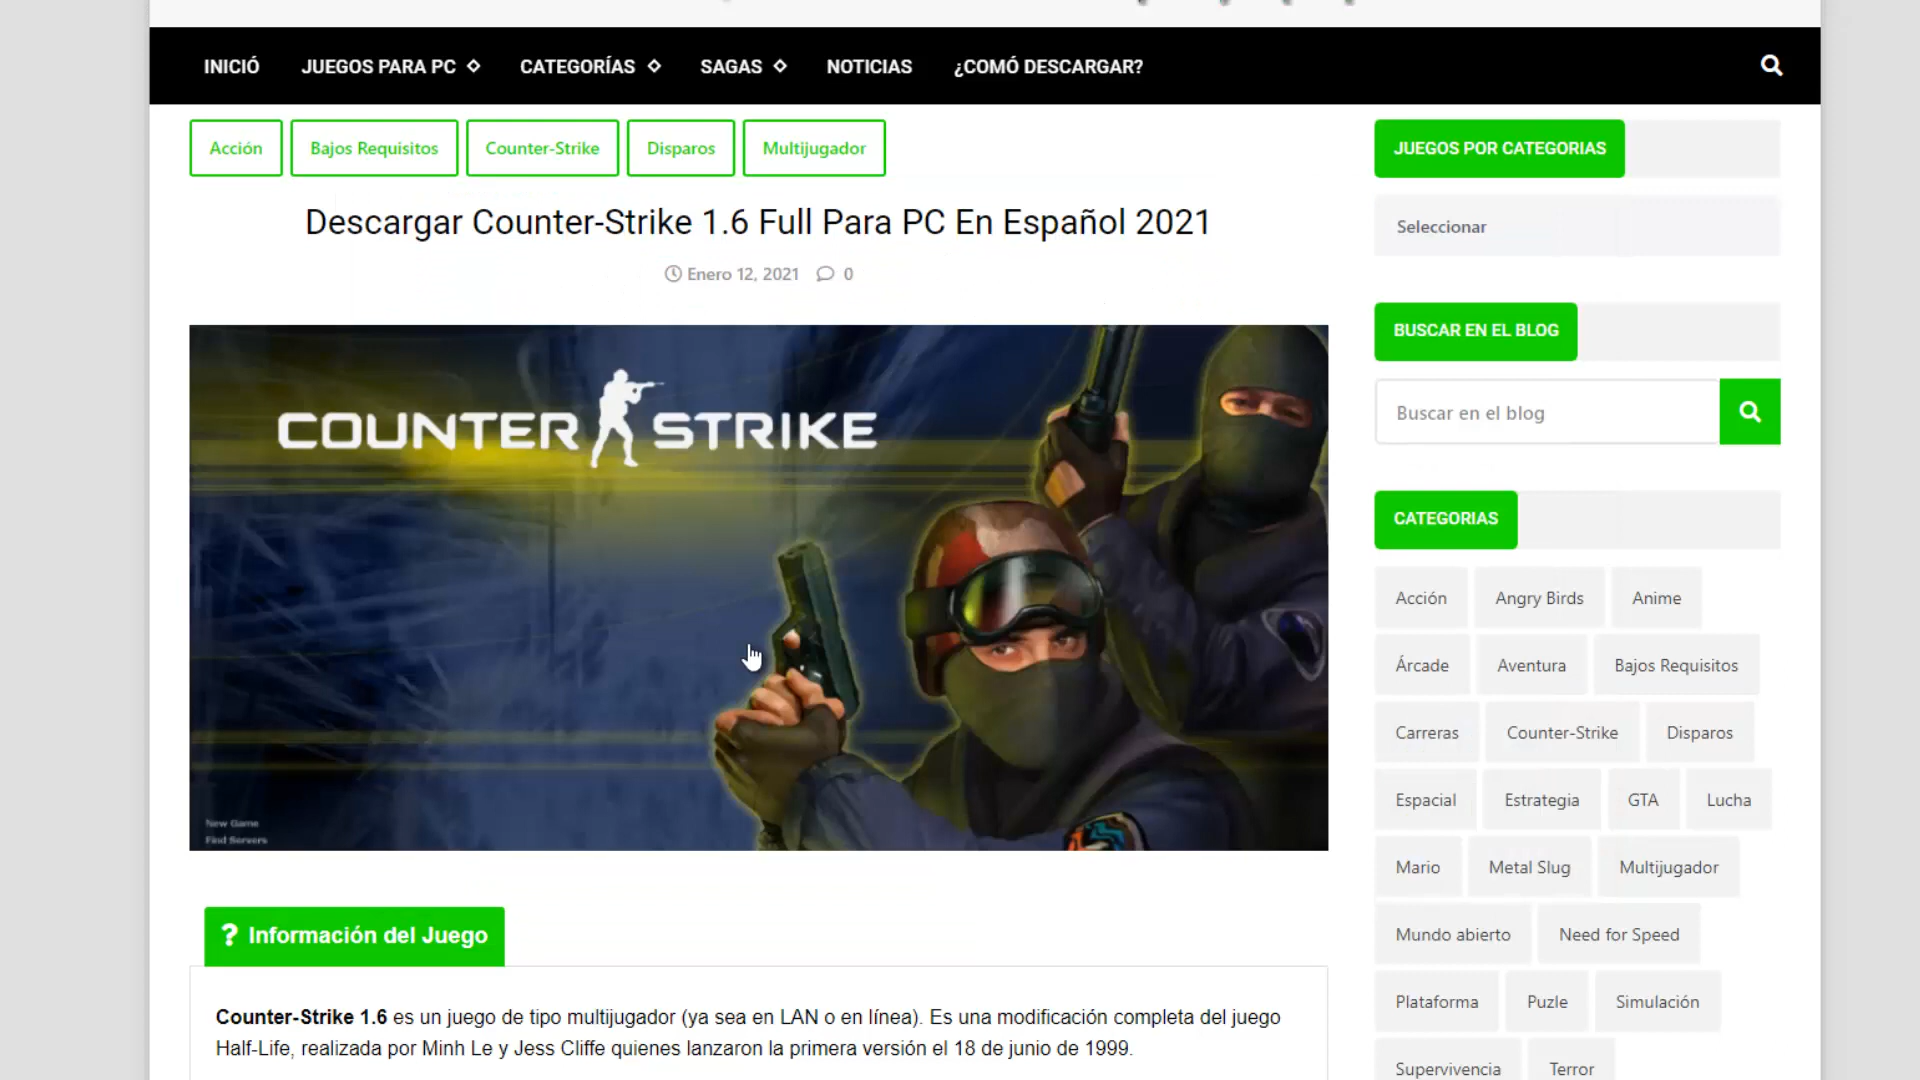 INICIÓ JUEGOS PARA PC CATEGORÍAS SAGAS NOTICIAS ¿COMÓ DESCARGAR?
Acción Bajos Requisitos Counter-Strike Disparos Multijugador
Descargar Counter-Strike 1.6 Full Para PC En Español 2021
Enero 12, 2021 0
COUNTER STRIKE
New Game
Find Servers
? Información del Juego
Counter-Strike 1.6 es un juego de tipo multijugador (ya sea en LAN o en línea). Es una modificación completa del juego
Half-Life, realizada por Minh Le y Jess Cliffe quienes lanzaron la primera versión el 18 de junio de 1999.
JUEGOS POR CATEGORIAS
Seleccionar
BUSCAR EN EL BLOG
Buscar en el blog
CATEGORIAS
Acción Angry Birds Anime
Árcade Aventura Bajos Requisitos
Carreras Counter-Strike Disparos
Espacial Estrategia GTA Lucha
Mario Metal Slug Multijugador
Mundo abierto Need for Speed
Plataforma Puzle Simulación
Supervivencia Terror